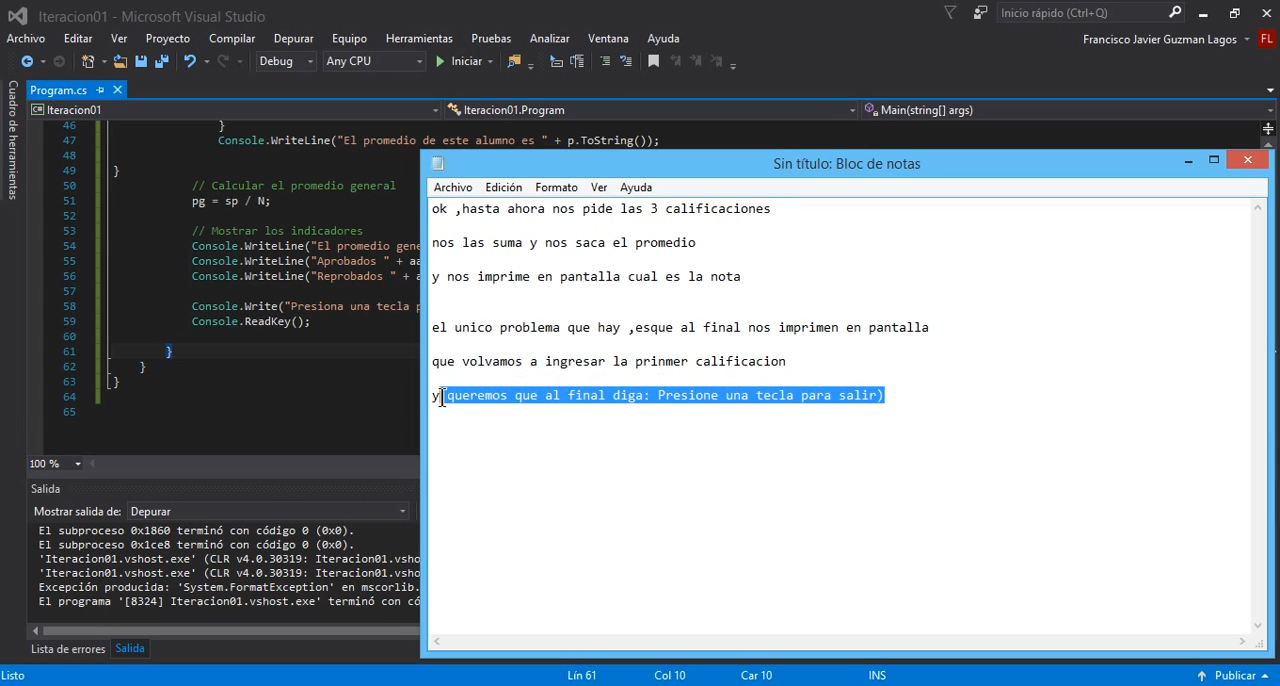 Iteracion01 - Microsoft Visual Studio
Inicio rápido (Ctrl+Q)
Archivo Editar Ver Proyecto Compilar Depurar Equipo Herramientas Pruebas Analizar Ventana Ayuda
Francisco Javier Guzman Lagos FL
Debug Any CPU Iniciar
Program.cs
Cuadro de herramientas
Iteracion01 Iteracion01.Program Main(string[] args)
46 }
47 Console.WriteLine("El promedio de este alumno es " + p.ToString());
48
49 }
50 // Calcular el promedio general
51 pg = sp / N;
52
53 // Mostrar los indicadores
54 Console.WriteLine("El promedio gene
55 Console.WriteLine("Aprobados " + aa
56 Console.WriteLine("Reprobados " + a
57
58 Console.Write("Presiona una tecla p
59 Console.ReadKey();
60
61 }
62 }
63 }
64
65
100 %
Sin título: Bloc de notas
Archivo Edición Formato Ver Ayuda
ok ,hasta ahora nos pide las 3 calificaciones
nos las suma y nos saca el promedio
y nos imprime en pantalla cual es la nota
el unico problema que hay ,esque al final nos imprimen en pantalla
que volvamos a ingresar la prinmer calificacion
y(queremos que al final diga: Presione una tecla para salir)
Salida
Mostrar salida de: Depurar
El subproceso 0x1860 terminó con código 0 (0x0).
El subproceso 0x1ce8 terminó con código 0 (0x0).
'Iteracion01.vshost.exe' (CLR v4.0.30319: Iteracion01.vsho
'Iteracion01.vshost.exe' (CLR v4.0.30319: Iteracion01.vsho
Excepción producida: 'System.FormatException' en mscorlib.
El programa '[8324] Iteracion01.vshost.exe' terminó con có
Lista de errores Salida
Listo Lín 61 Col 10 Car 10 INS Publicar